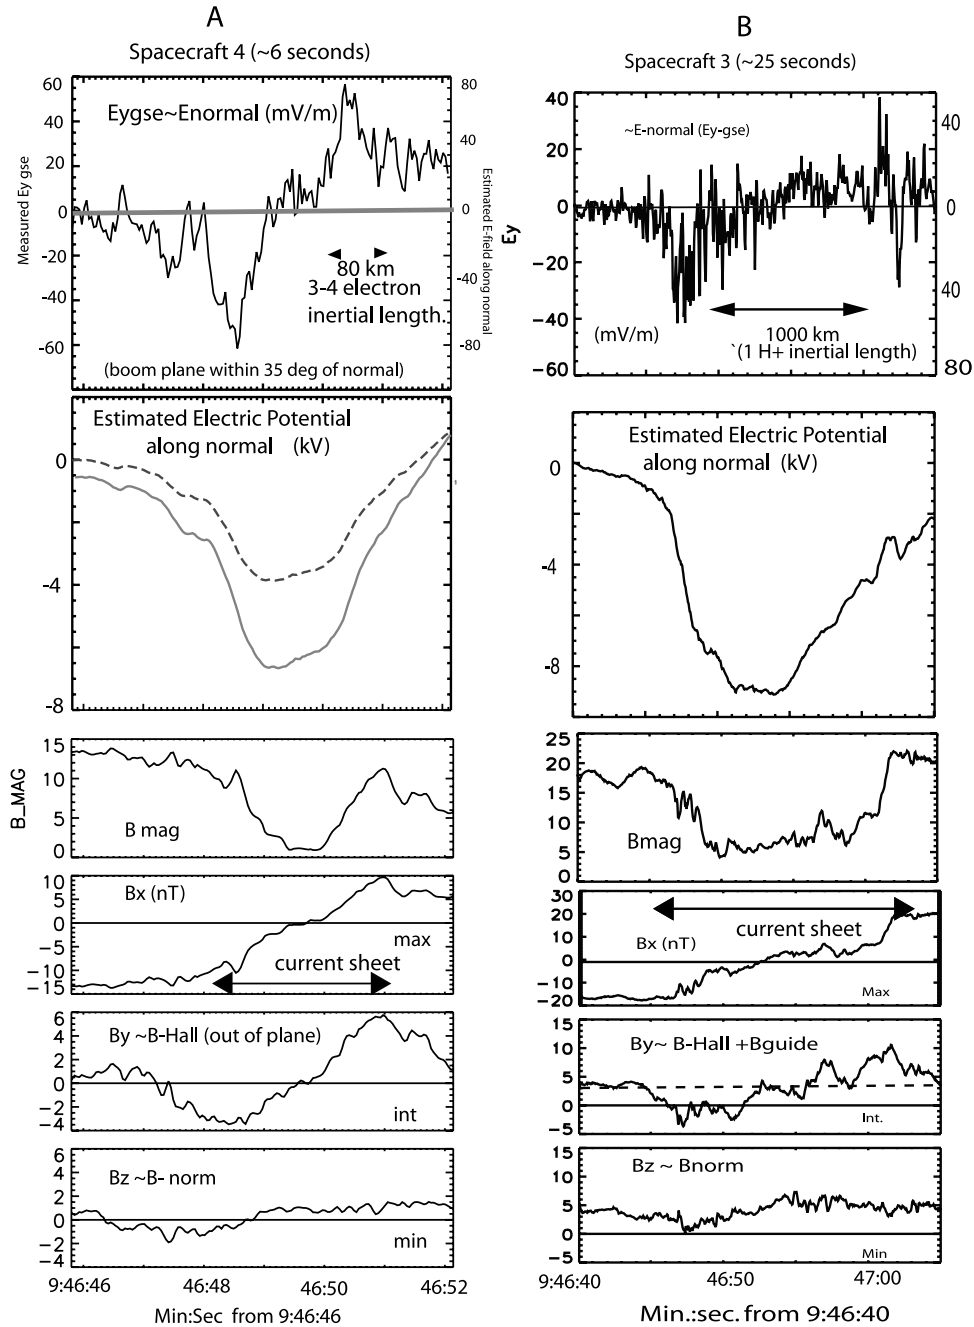 A
Spacecraft 4 (~6 seconds)
60
40
20
0
-20
-40
-60
Measured Ey gse
Eygse~Enormal (mV/m)
80 km
3-4 electron
inertial length.
(boom plane within 35 deg of normal)
80
40
0
-40
-80
Estimated E-field along normal
Estimated Electric Potential
along normal (kV)
0
-4
-8
15
10
5
0
B_MAG
B mag
10
5
0
-5
-10
-15
Bx (nT)
max
current sheet
6
4
2
0
-2
-4
By ~B-Hall (out of plane)
int
6
4
2
0
-2
-4
Bz ~B- norm
min
9:46:46
46:48
46:50
46:52
Min:Sec from 9:46:46
B
Spacecraft 3 (~25 seconds)
40
20
0
-20
-40
-60
Ey
~E-normal (Ey-gse)
(mV/m)
1000 km
`(1 H+ inertial length)
40
0
40
80
Estimated Electric Potential
along normal (kV)
0
-4
-8
25
20
15
10
5
0
Bmag
30
20
10
0
-10
-20
Bx (nT)
current sheet
Max
15
10
5
0
-5
By~ B-Hall +Bguide
Int.
15
10
5
0
-5
Bz ~ Bnorm
Min
9:46:40
46:50
47:00
Min.:sec. from 9:46:40